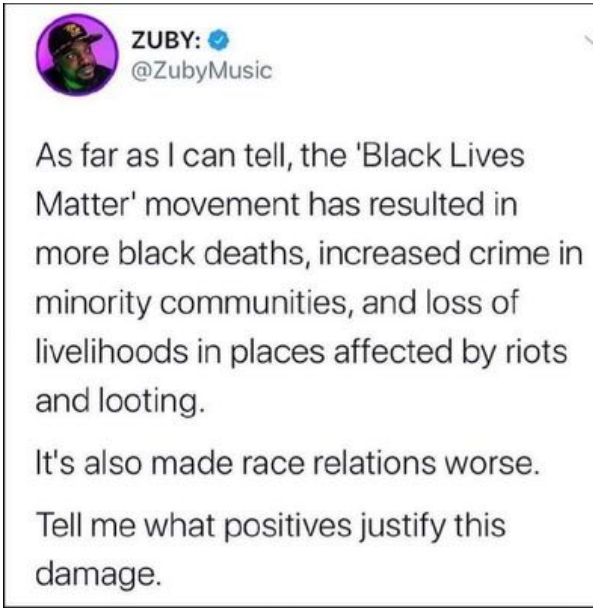 ZUBY:
@ZubyMusic
As far as I can tell, the 'Black Lives
Matter' movement has resulted in
more black deaths, increased crime in
minority communities, and loss of
livelihoods in places affected by riots
and looting.
It's also made race relations worse.
Tell me what positives justify this
damage.